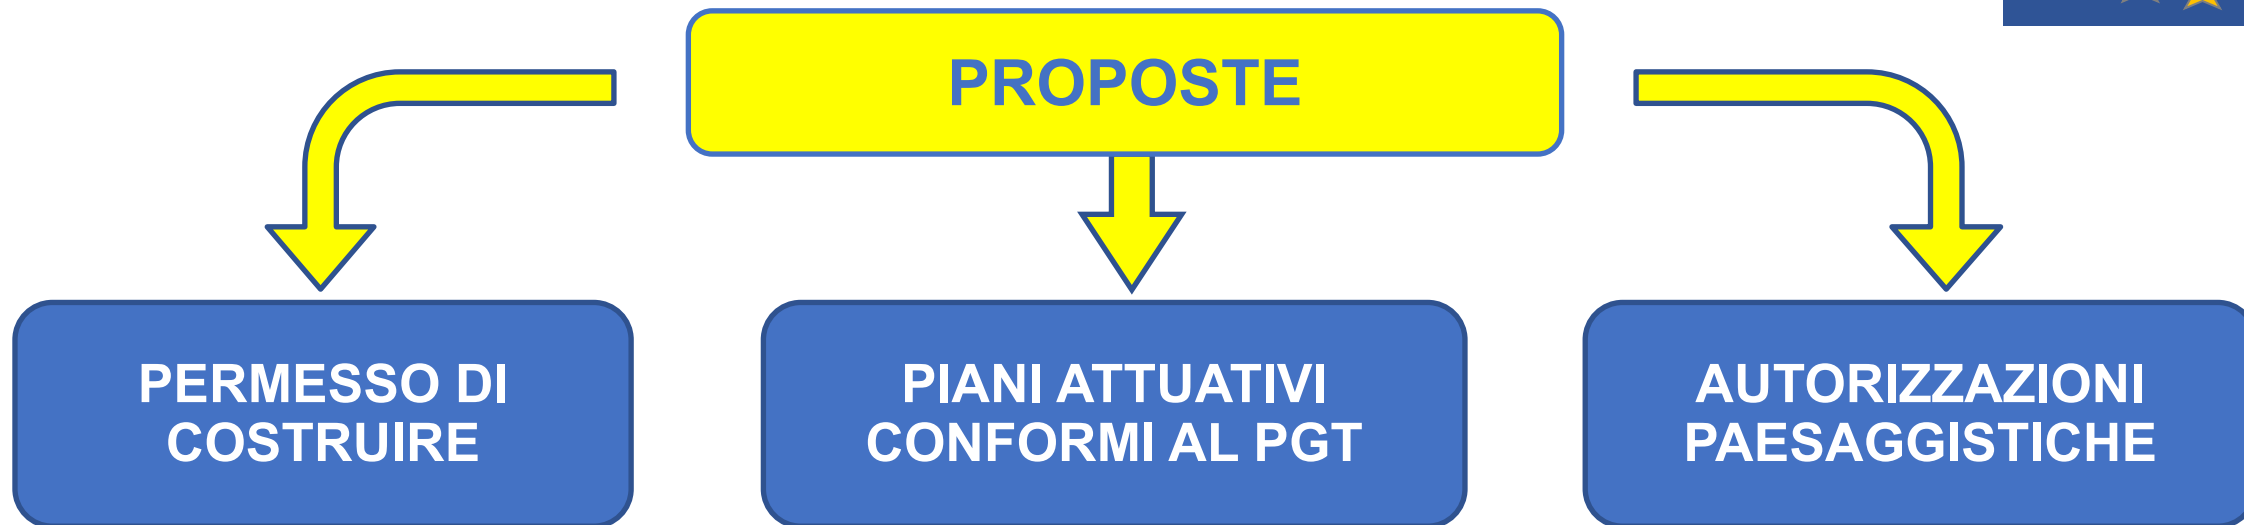 PROPOSTE
PERMESSO DI
COSTRUIRE
PIANI ATTUATIVI
CONFORMI AL PGT
AUTORIZZAZIONI
PAESAGGISTICHE